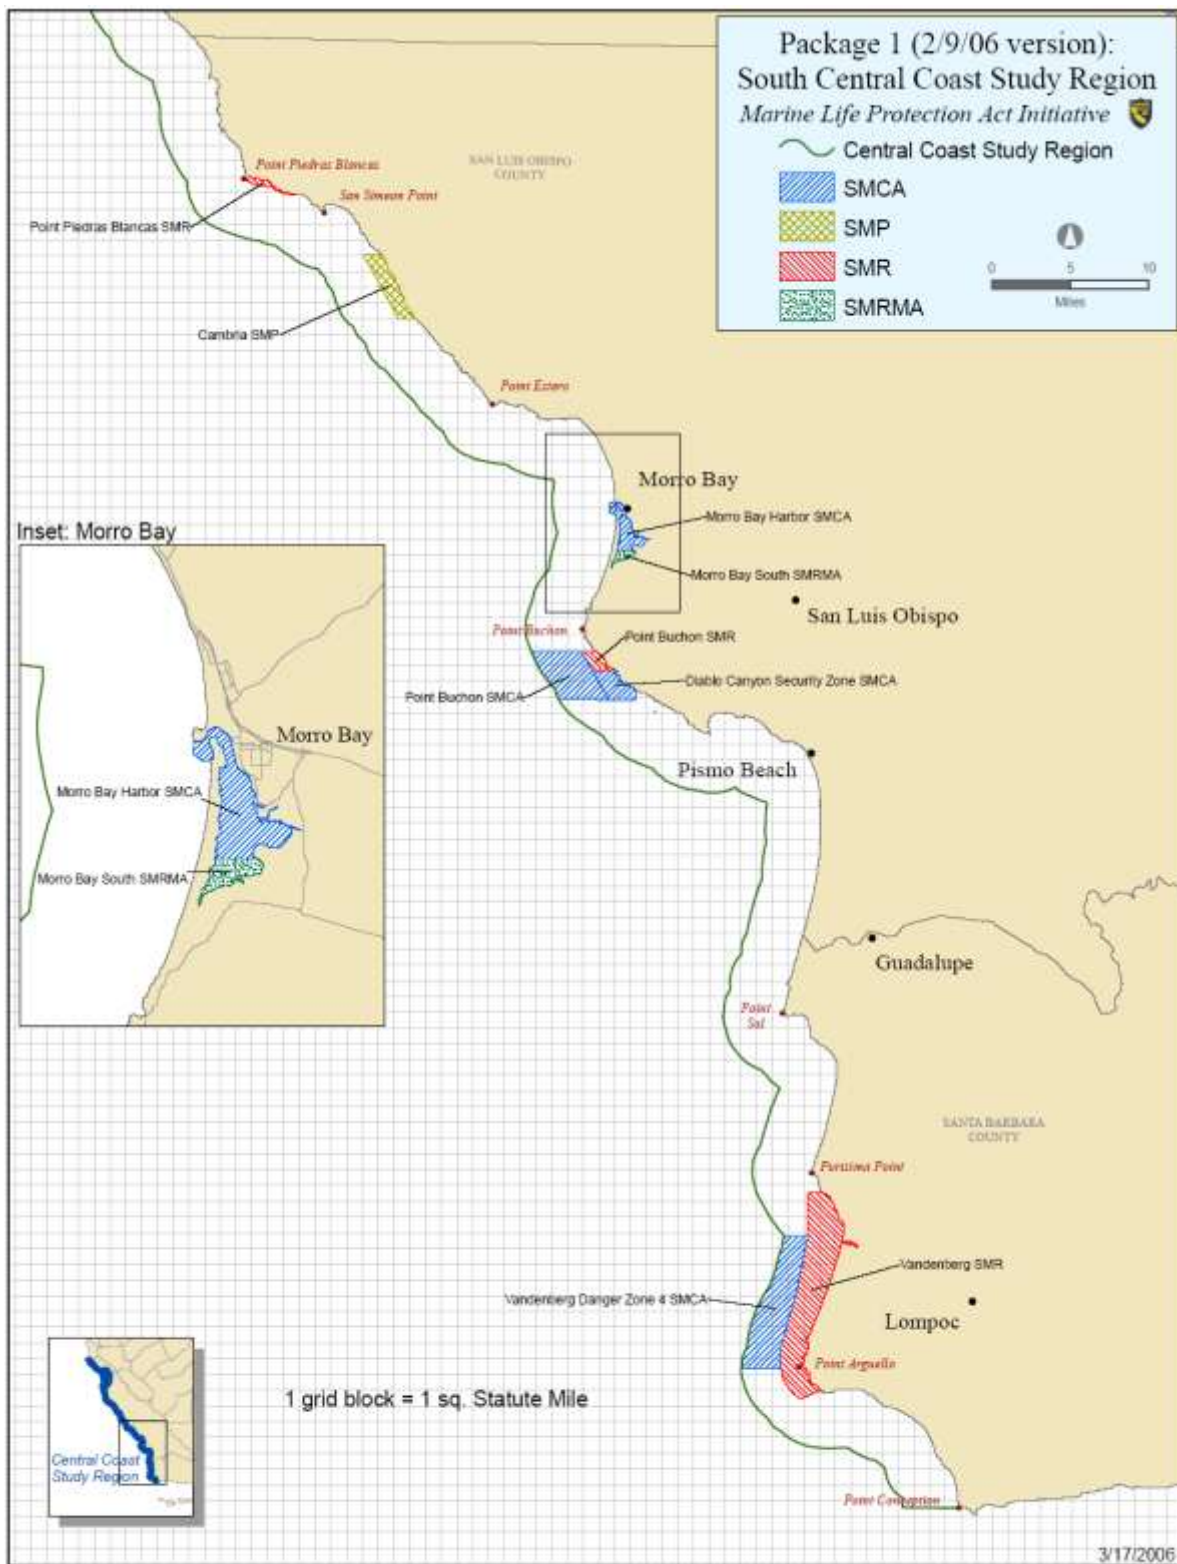 Package 1 (2/9/06 version):
South Central Coast Study Region
Marine Life Protection Act Initiative
Central Coast Study Region
SMCA
SMP
SMR
SMRMA
0 5 10
Miles
Point Piedras Blancas
SAN LUIS OBISPO
COUNTY
San Simeon Point
Point Piedras Blancas SMR
Cambria SMP
Point Estero
Morro Bay
Morro Bay Harbor SMCA
Morro Bay South SMRMA
San Luis Obispo
Point Buchon
Point Buchon SMR
Diablo Canyon Security Zone SMCA
Point Buchon SMCA
Pismo Beach
Inset: Morro Bay
Morro Bay
Morro Bay Harbor SMCA
Morro Bay South SMRMA
Guadalupe
Point
Sal
SANTA BARBARA
COUNTY
Purisima Point
Vandenberg SMR
Vandenberg Danger Zone 4 SMCA
Lompoc
Point Arguello
1 grid block = 1 sq. Statute Mile
Central Coast
Study Region
Point Conception
3/17/2006